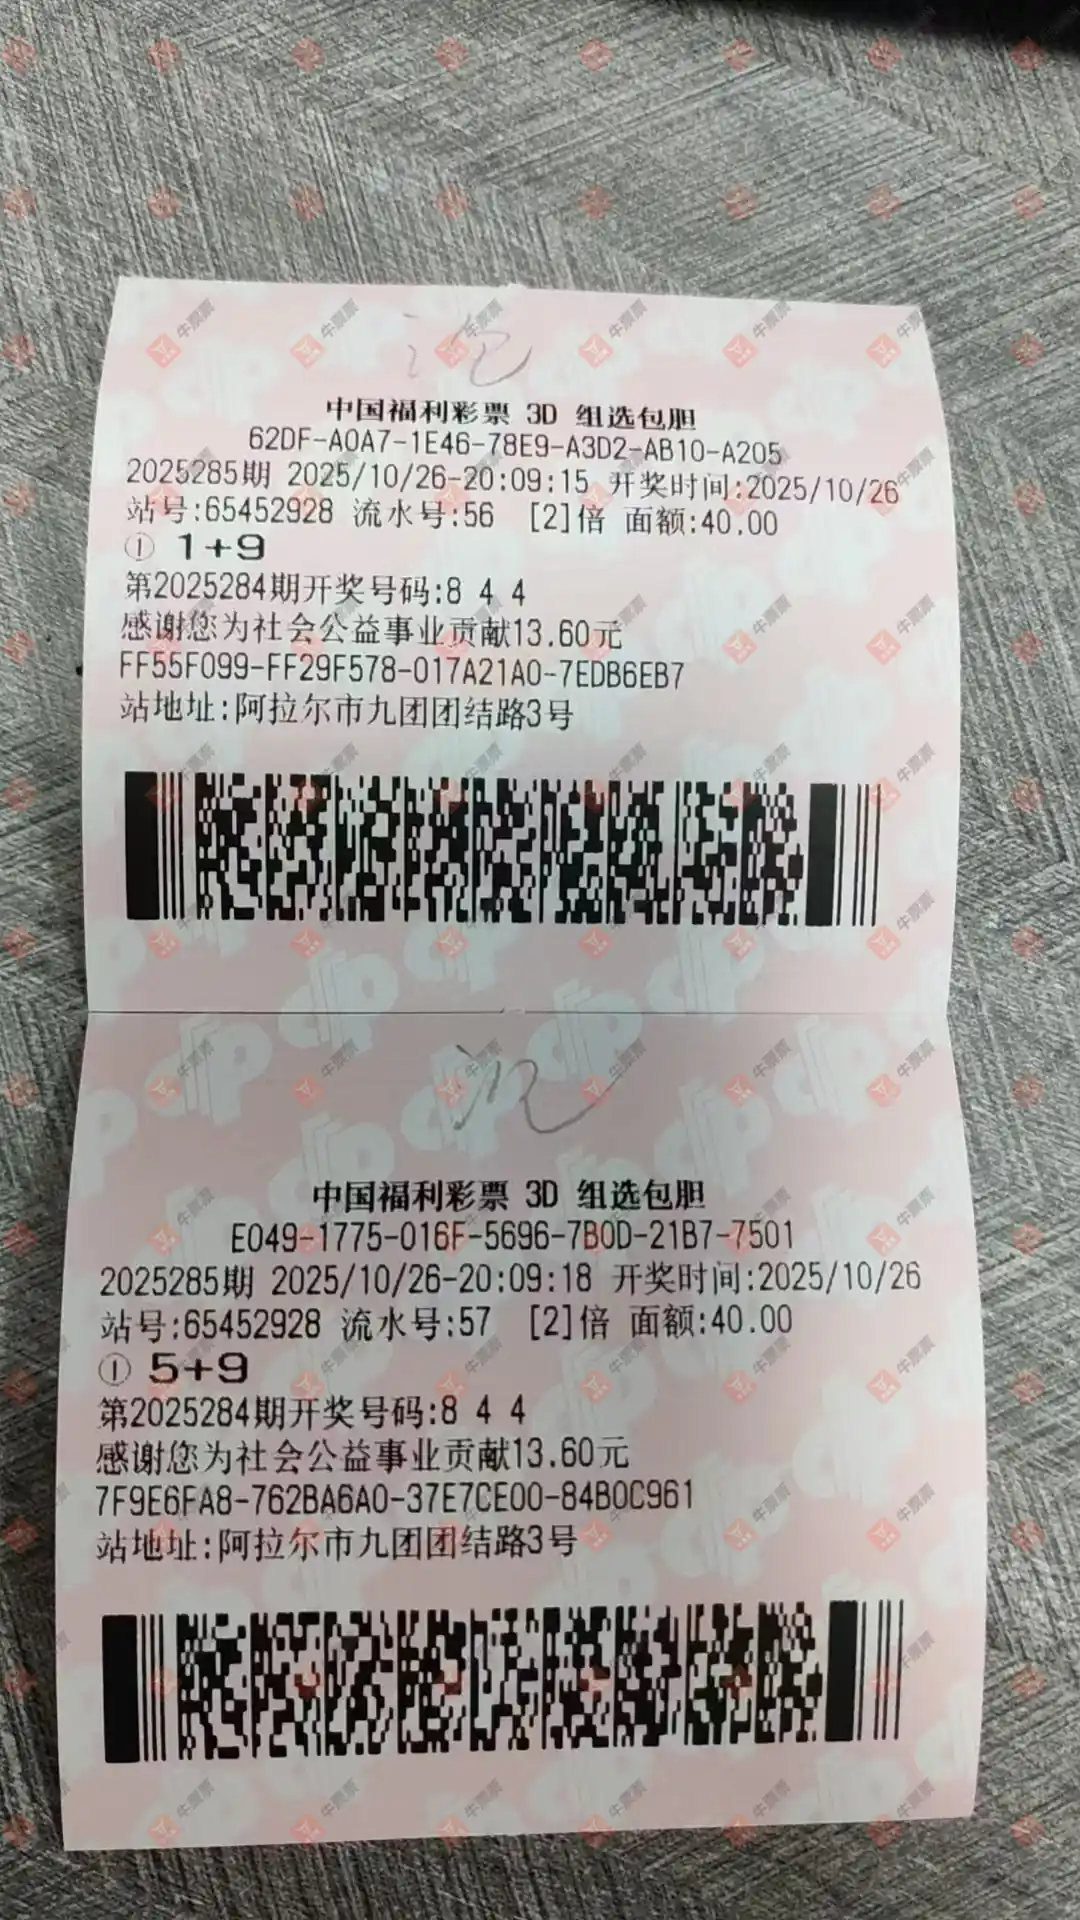 中国福利彩票 3D 组选包胆
62DF-A0A7-1E46-78E9-A3D2-AB10-A205
2025285期 2025/10/26-20:09:15 开奖时间:2025/10/26
站号:65452928 流水号:56 [2]倍 面额:40.00
① 1+9
第2025284期开奖号码:8 4 4
感谢您为社会公益事业贡献13.60元
FF55F099-FF29F578-017A21A0-7EDB6EB7
站地址:阿拉尔市九团团结路3号
中国福利彩票 3D 组选包胆
E049-1775-016F-5696-7B0D-21B7-7501
2025285期 2025/10/26-20:09:18 开奖时间:2025/10/26
站号:65452928 流水号:57 [2]倍 面额:40.00
① 5+9
第2025284期开奖号码:8 4 4
感谢您为社会公益事业贡献13.60元
7F9E6FA8-762BA6A0-37E7CE00-84B0C961
站地址:阿拉尔市九团团结路3号
牛票票